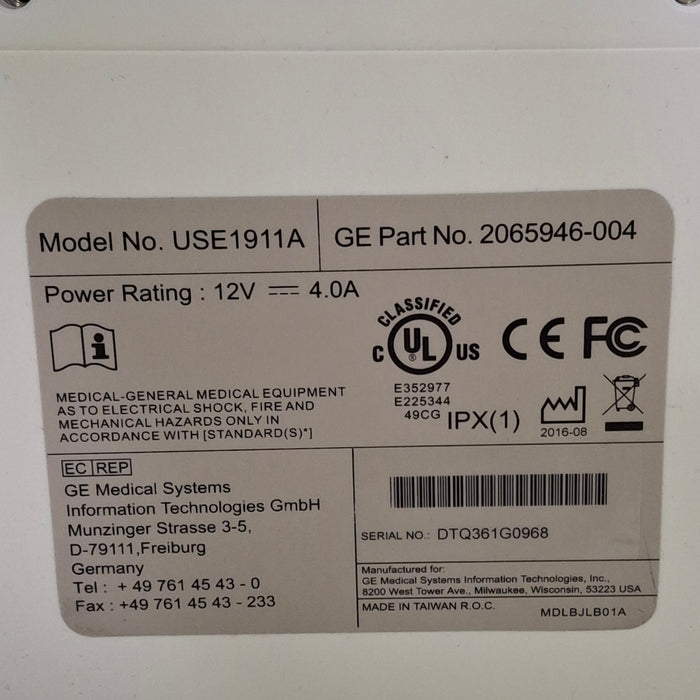 Model No. USE1911A
GE Part No. 2065946-004
Power Rating : 12V ⎓ 4.0A
CLASSIFIED
C UL ® US
CE FC
E352977
E225344
49CG
IPX(1)
2016-08
MEDICAL-GENERAL MEDICAL EQUIPMENT
AS TO ELECTRICAL SHOCK, FIRE AND
MECHANICAL HAZARDS ONLY IN
ACCORDANCE WITH [STANDARD(S)*]
EC REP
GE Medical Systems
Information Technologies GmbH
Munzinger Strasse 3-5,
D-79111,Freiburg
Germany
Tel : + 49 761 45 43 - 0
Fax : +49 761 45 43 - 233
SERIAL NO.: DTQ361G0968
Manufactured for:
GE Medical Systems Information Technologies, Inc.,
8200 West Tower Ave., Milwaukee, Wisconsin, 53223 USA
MADE IN TAIWAN R.O.C.
MDLBJLB01A